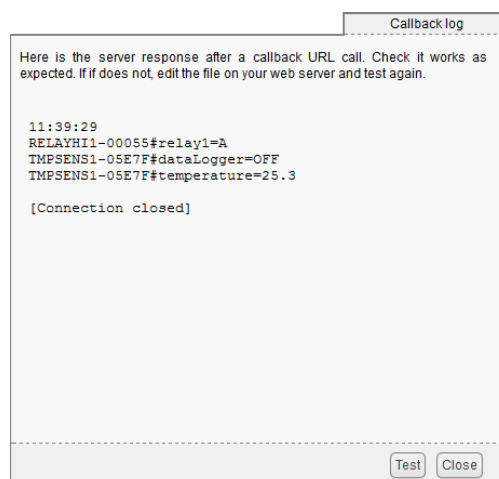 Callback log
Here is the server response after a callback URL call. Check it works as
expected. If if does not, edit the file on your web server and test again.
11:39:29
RELAYHI1-00055#relay1=A
TMPSENS1-05E7F#dataLogger=OFF
TMPSENS1-05E7F#temperature=25.3
[Connection closed]
Test Close